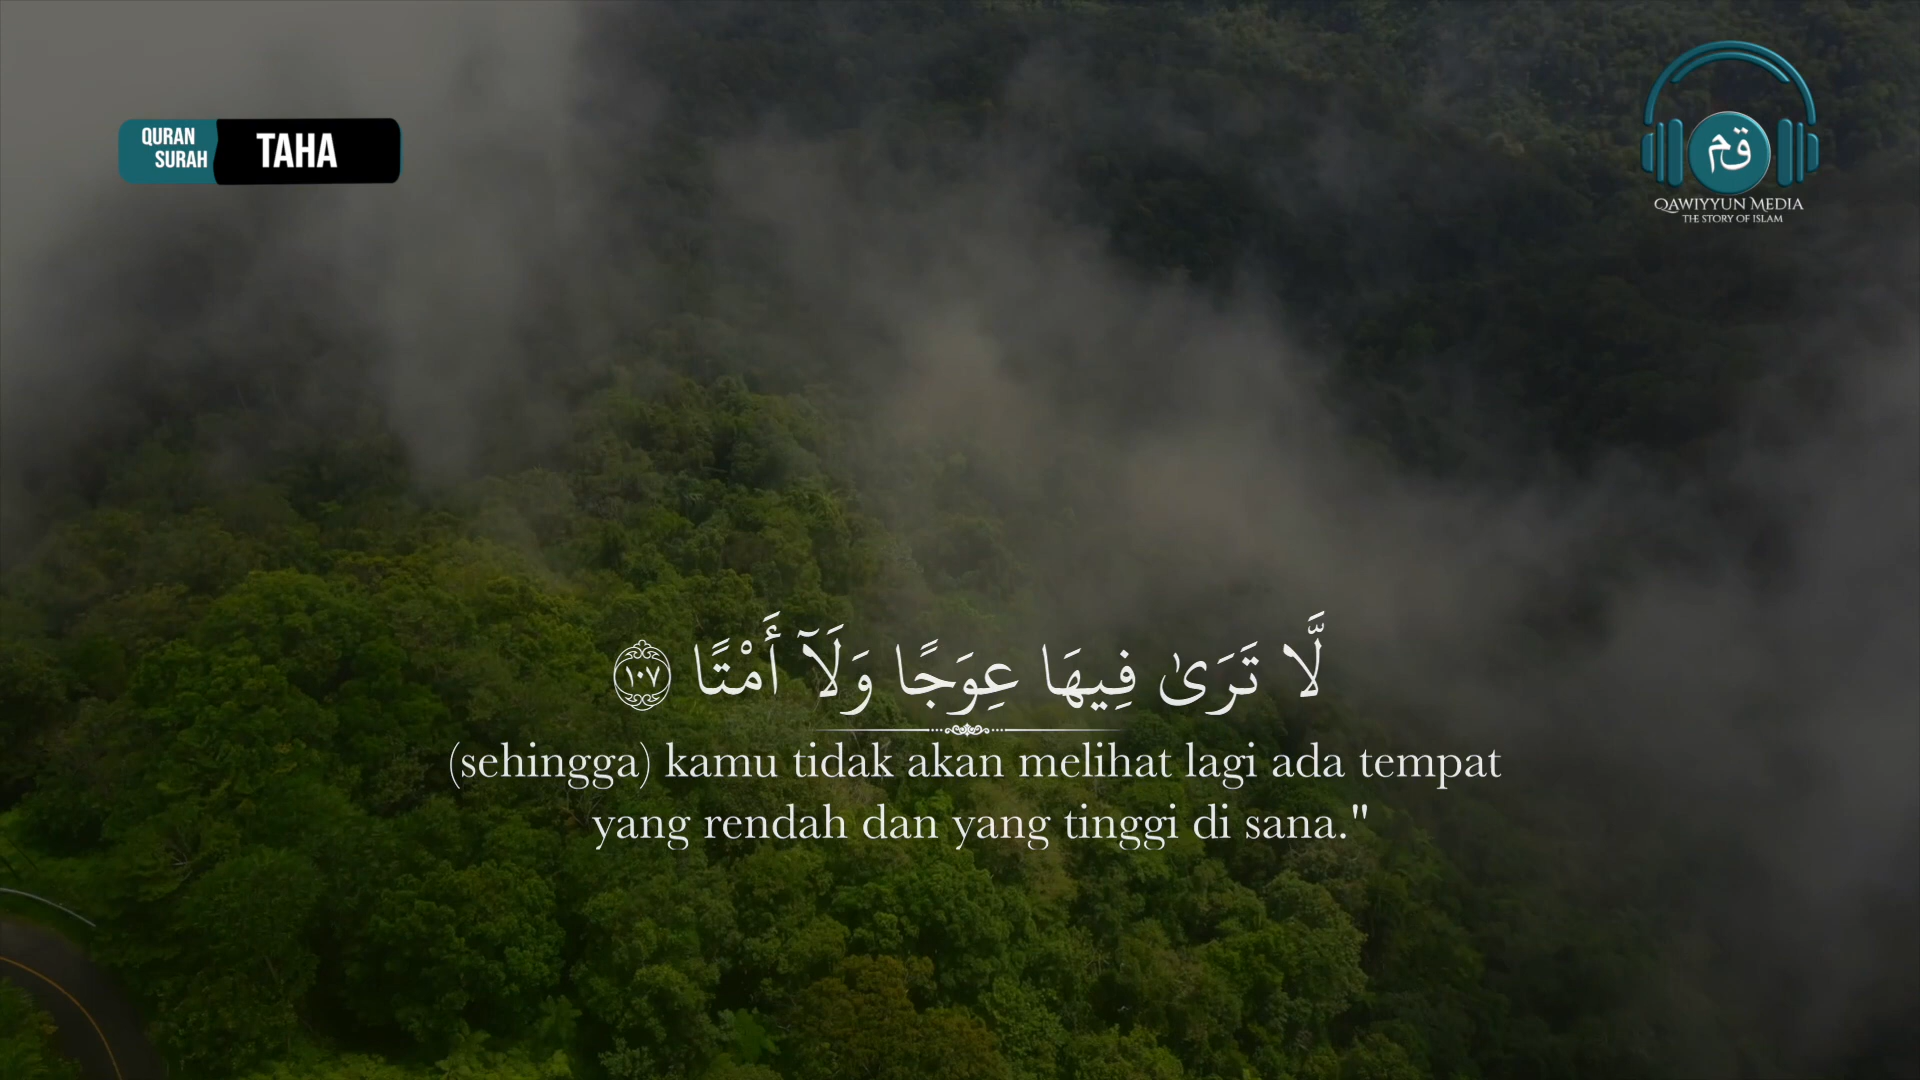 QURAN
SURAH
TAHA
قم
QAWIYYUN MEDIA
THE STORY OF ISLAM
لَّا تَرَىٰ فِيهَا عِوَجًا وَلَآ أَمْتًا ١٠٧
(sehingga) kamu tidak akan melihat lagi ada tempat
yang rendah dan yang tinggi di sana."